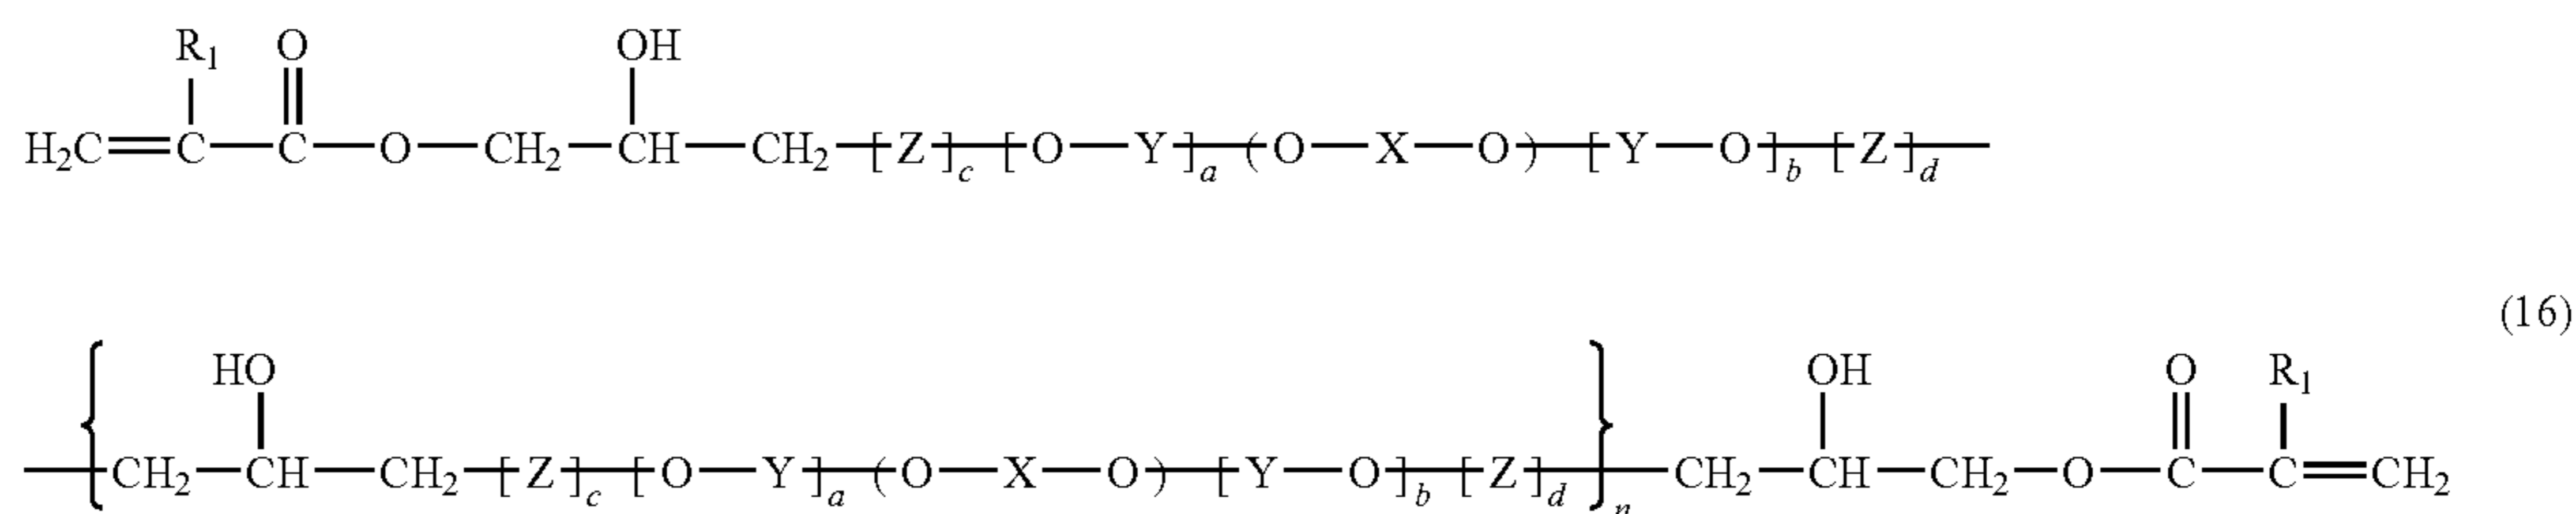 R₁ O OH
H₂C=C—C—O—CH₂—CH—CH₂—[Z]c—[O—Y]a—(O—X—O)—[Y—O]b—[Z]d—
(16)
HO OH O R₁
—{CH₂—CH—CH₂—[Z]c—[O—Y]a—(O—X—O)—[Y—O]b—[Z]d}n—CH₂—CH—CH₂—O—C—C=CH₂